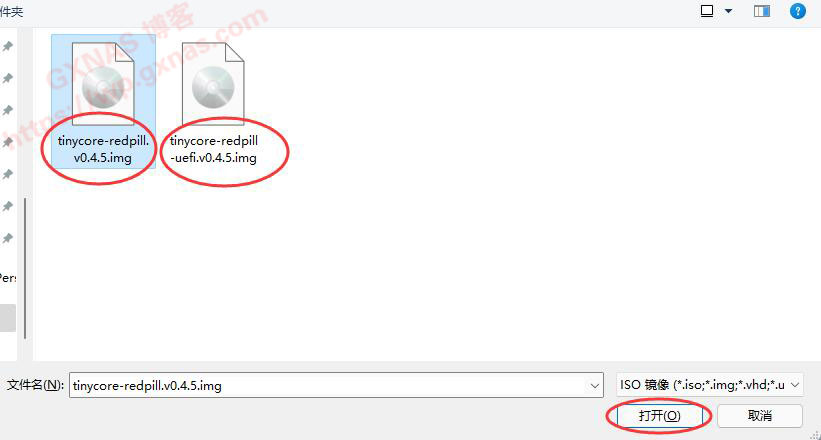 件夹
GXNAS 博客
https://wp.gxnas.com
tinycore-redpill.
v0.4.5.img
tinycore-redpill
-uefi.v0.4.5.img
Pers
文件名(N):
tinycore-redpill.v0.4.5.img
ISO 镜像 (*.iso;*.img;*.vhd;*.u
打开(O)
取消